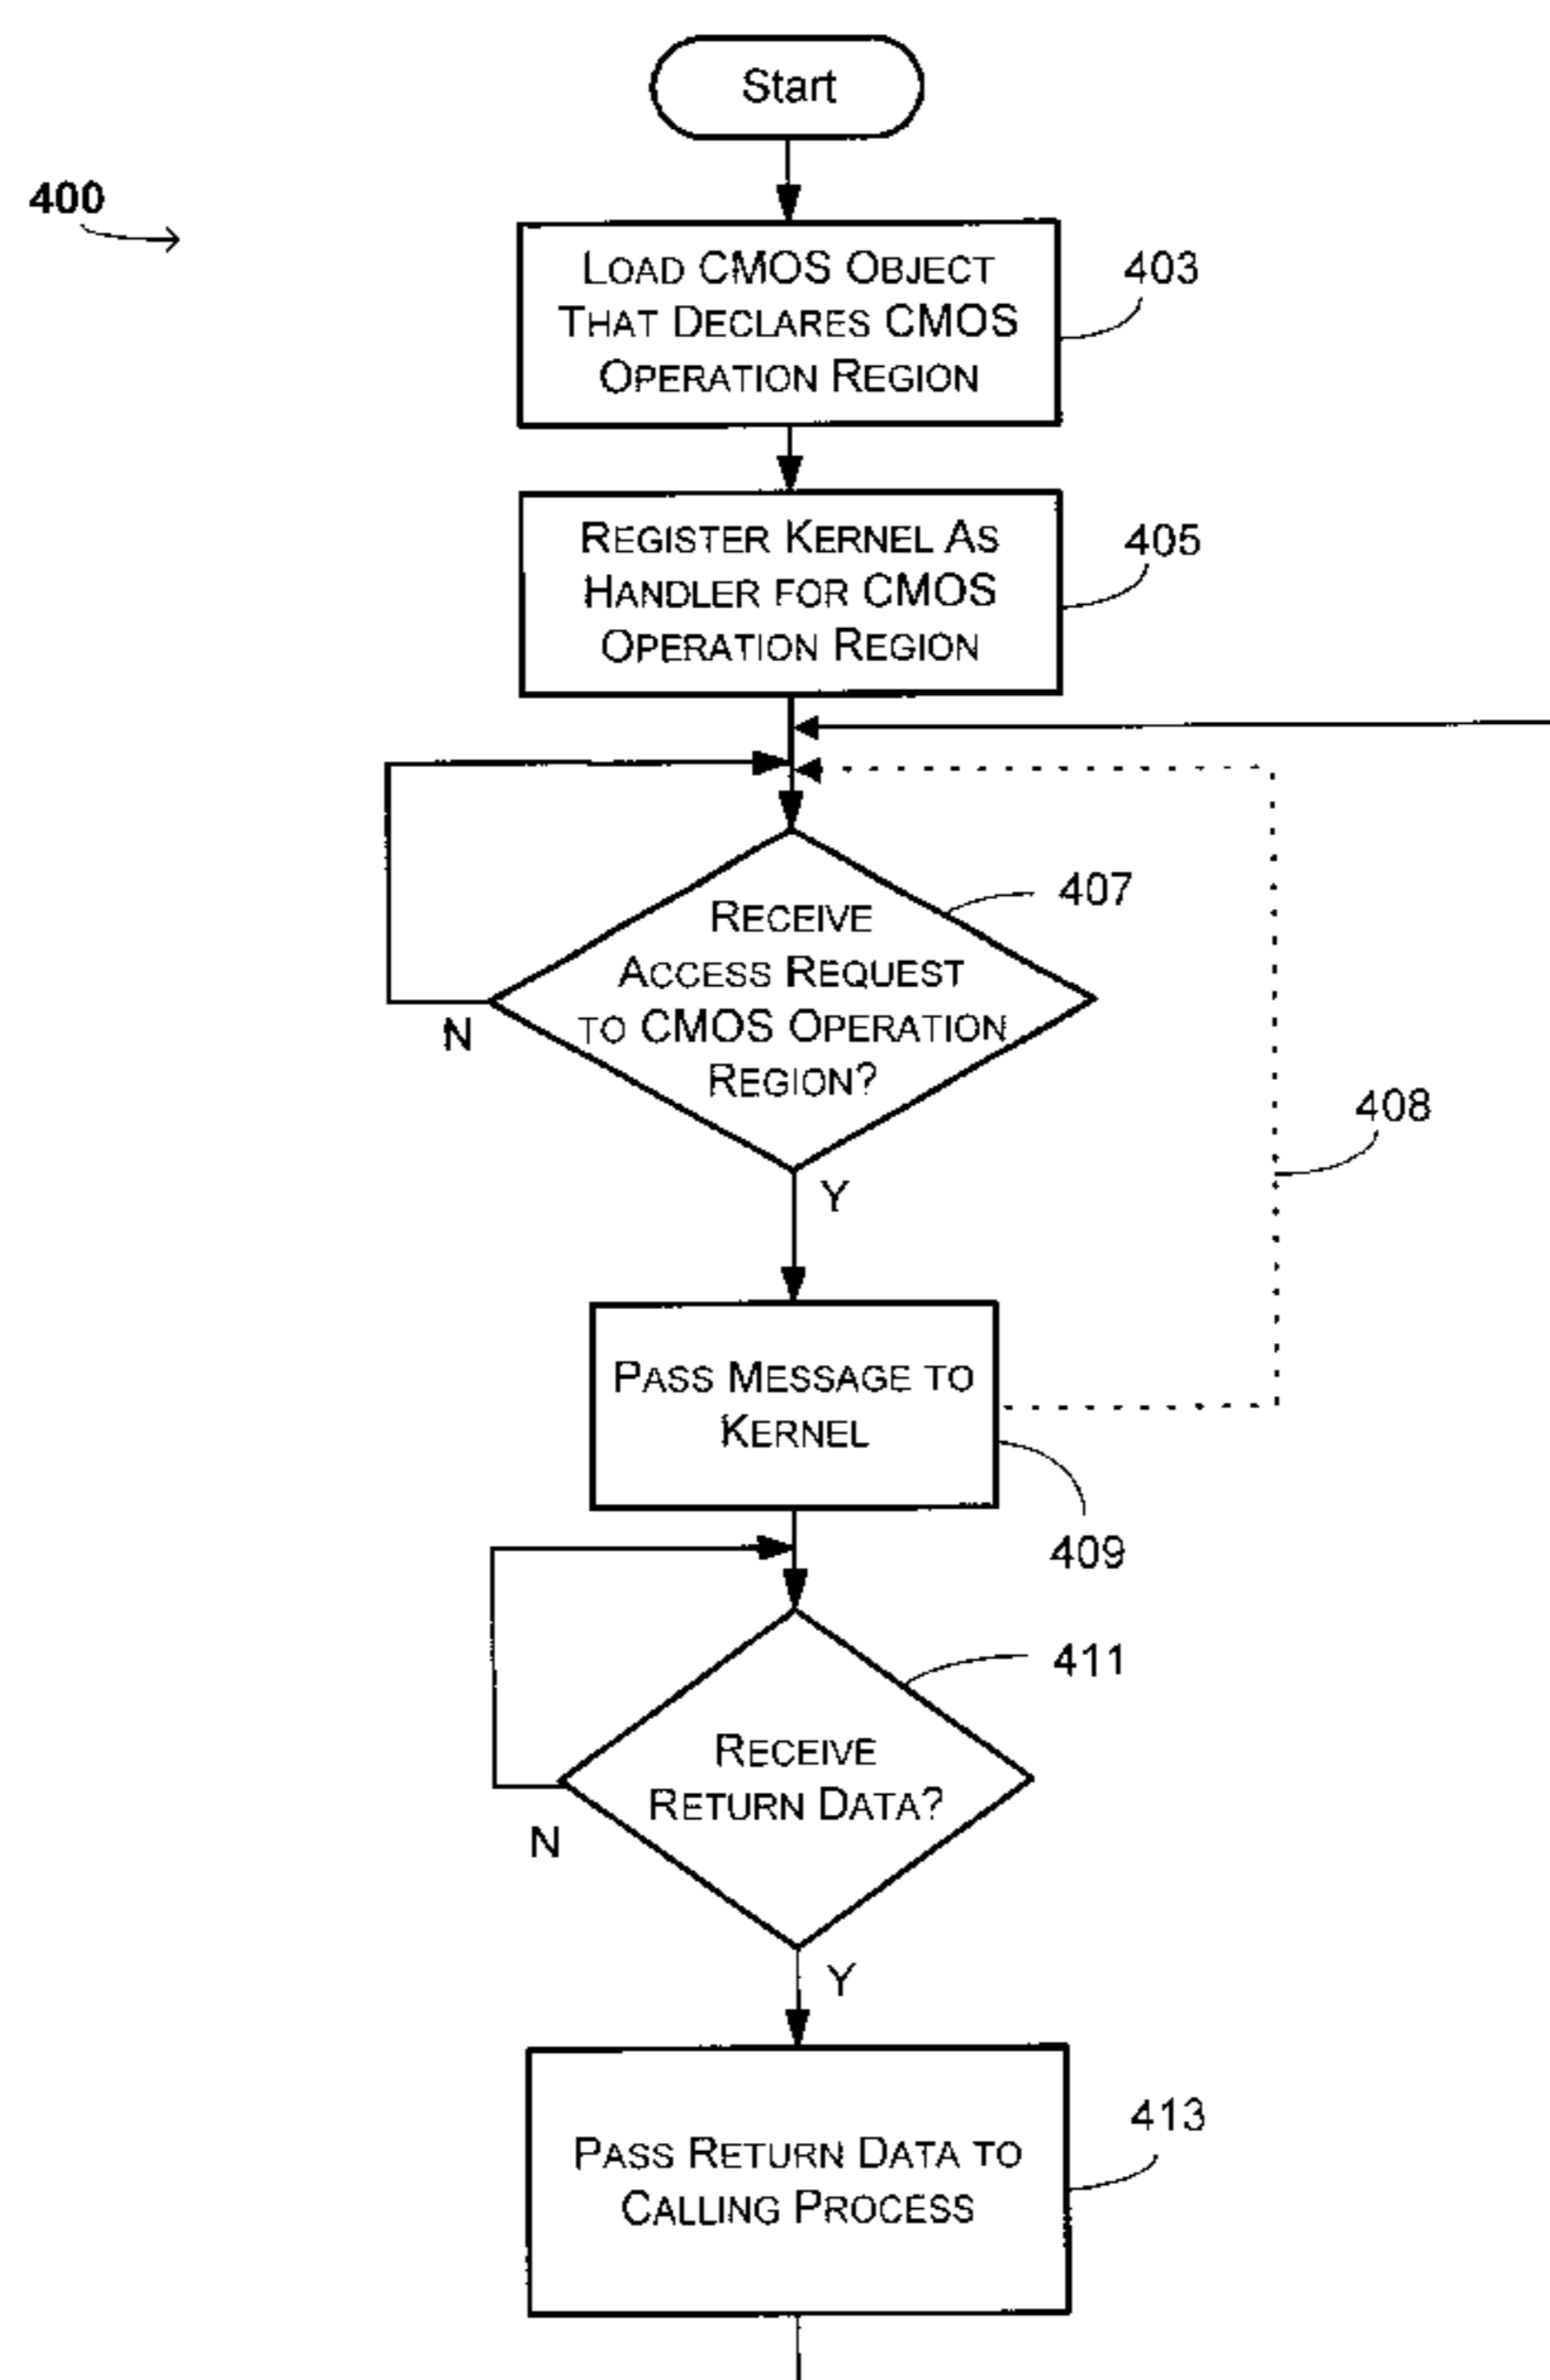 Start
400
LOAD CMOS OBJECT
THAT DECLARES CMOS
OPERATION REGION
403
REGISTER KERNEL AS
HANDLER FOR CMOS
OPERATION REGION
405
407
RECEIVE
ACCESS REQUEST
TO CMOS OPERATION
REGION?
N
408
Y
PASS MESSAGE TO
KERNEL
409
411
RECEIVE
RETURN DATA?
N
Y
413
PASS RETURN DATA TO
CALLING PROCESS